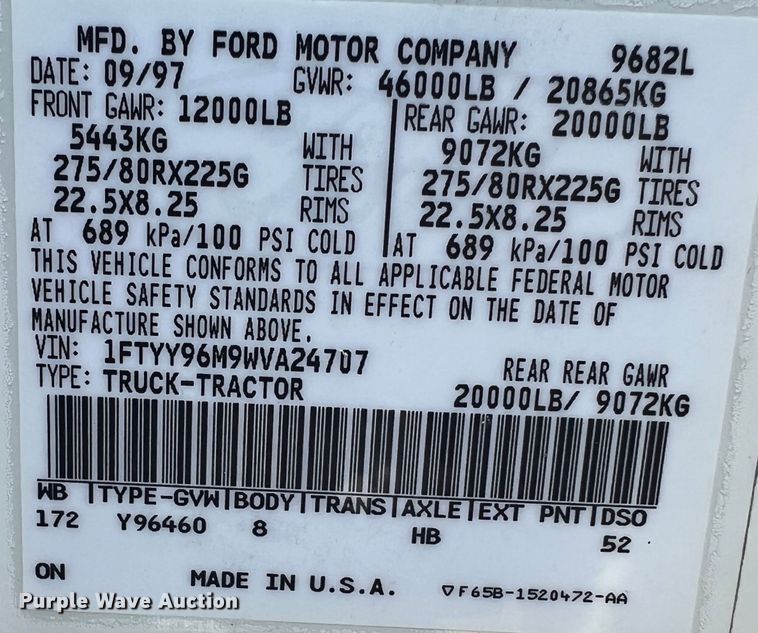 MFD. BY FORD MOTOR COMPANY 9682L
DATE: 09/97 GVWR: 46000LB / 20865KG
FRONT GAWR: 12000LB REAR GAWR: 20000LB
5443KG WITH 9072KG WITH
275/80RX225G TIRES 275/80RX225G TIRES
22.5X8.25 RIMS 22.5X8.25 RIMS
AT 689 kPa/100 PSI COLD AT 689 kPa/100 PSI COLD
THIS VEHICLE CONFORMS TO ALL APPLICABLE FEDERAL MOTOR
VEHICLE SAFETY STANDARDS IN EFFECT ON THE DATE OF
MANUFACTURE SHOWN ABOVE.
VIN: 1FTYY96M9WVA24707 REAR REAR GAWR
TYPE: TRUCK-TRACTOR 20000LB/ 9072KG
WB TYPE-GVW BODY TRANS AXLE EXT PNT DSO
172 Y96460 8 HB 52
ON MADE IN U.S.A. ▽F65B-1520472-AA
Purple Wave Auction